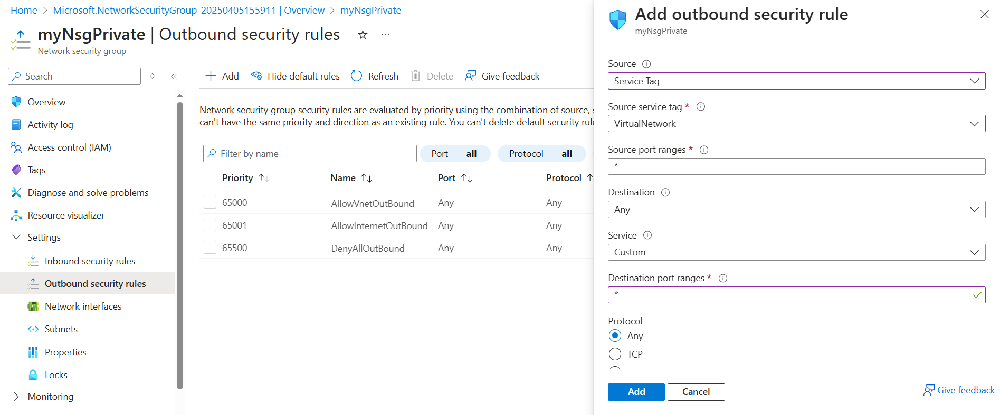 Home > Microsoft.NetworkSecurityGroup-20250405155911 | Overview > myNsgPrivate
myNsgPrivate | Outbound security rules ☆ ...
Network security group
Search
Overview
Activity log
Access control (IAM)
Tags
Diagnose and solve problems
Resource visualizer
Settings
Inbound security rules
Outbound security rules
Network interfaces
Subnets
Properties
Locks
Monitoring
Add Hide default rules Refresh Delete Give feedback
Network security group security rules are evaluated by priority using the combination of source,
can't have the same priority and direction as an existing rule. You can't delete default security
Filter by name Port == all Protocol == all
Priority Name Port Protocol
65000 AllowVnetOutBound Any Any
65001 AllowInternetOutBound Any Any
65500 DenyAllOutBound Any Any
Add outbound security rule
myNsgPrivate
Source
Service Tag
Source service tag *
VirtualNetwork
Source port ranges *
*
Destination
Any
Service
Custom
Destination port ranges *
*
Protocol
Any
TCP
Add Cancel Give feedback